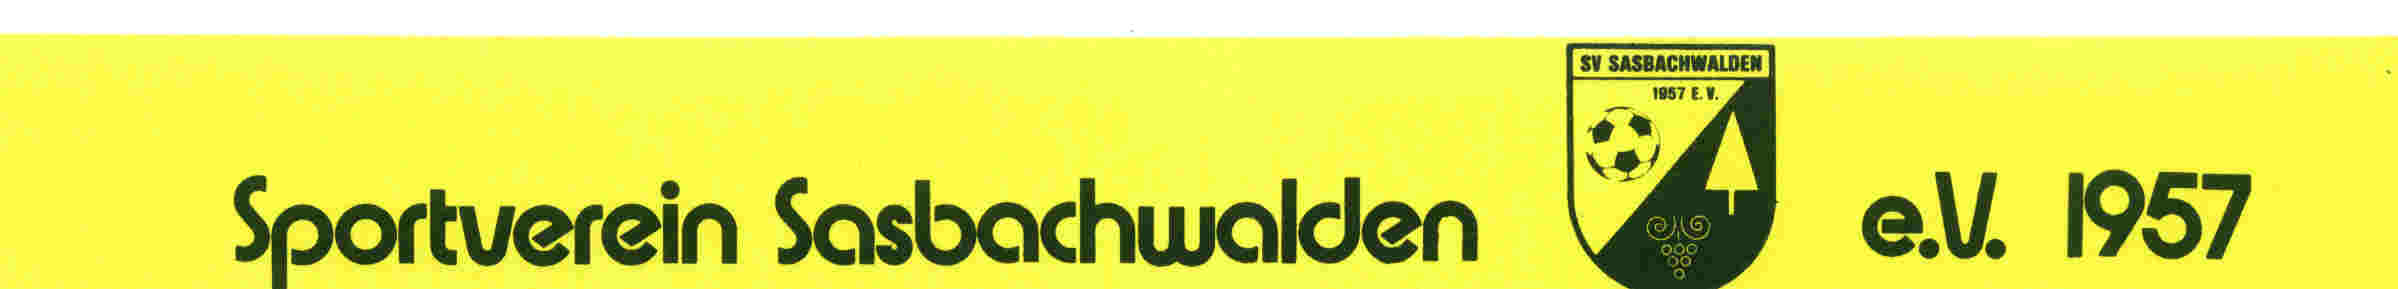 SV SASBACHWALDEN
1957 E. V.
Sportverein Sasbachwalden e.V. 1957